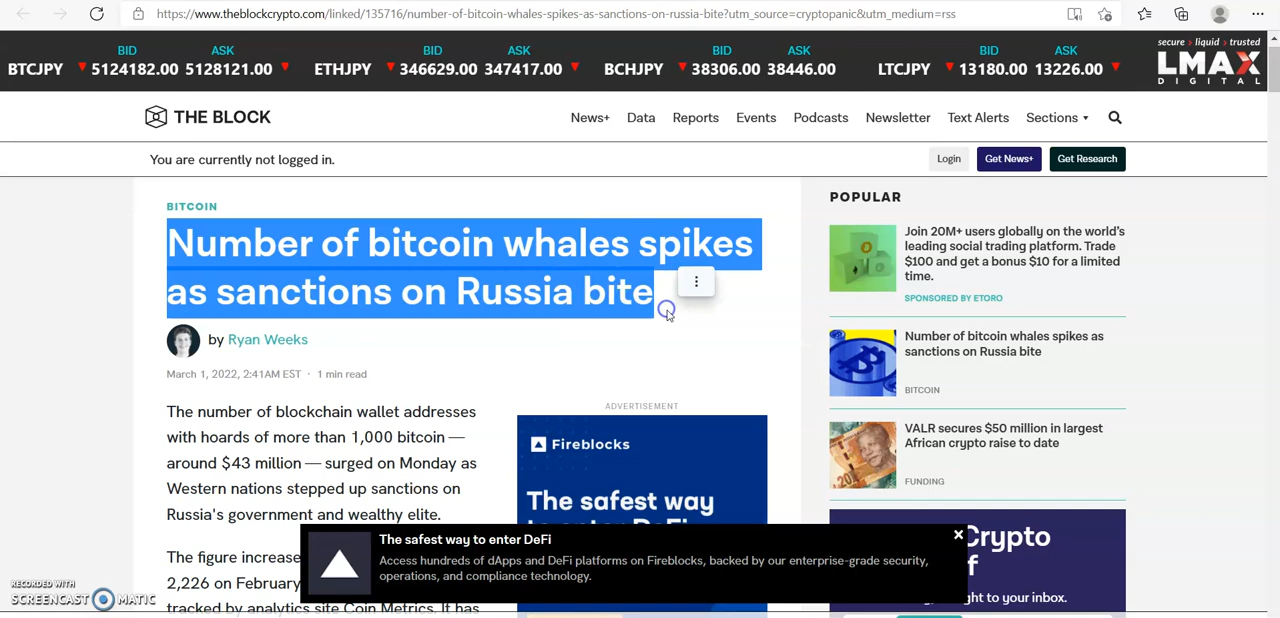 https://www.theblockcrypto.com/linked/135716/number-of-bitcoin-whales-spikes-as-sanctions-on-russia-bite?utm_source=cryptopanic&utm_medium=rss
BID ASK BID ASK BID ASK BID ASK
BTCJPY 5124182.00 5128121.00 ETHJPY 346629.00 347417.00 BCHJPY 38306.00 38446.00 LTCJPY 13180.00 13226.00
secure › liquid › trusted
LMAX
DIGITAL
THE BLOCK
News+ Data Reports Events Podcasts Newsletter Text Alerts Sections
You are currently not logged in.
Login Get News+ Get Research
BITCOIN
Number of bitcoin whales spikes
as sanctions on Russia bite
by Ryan Weeks
March 1, 2022, 2:41AM EST · 1 min read
The number of blockchain wallet addresses
with hoards of more than 1,000 bitcoin —
around $43 million — surged on Monday as
Western nations stepped up sanctions on
Russia's government and wealthy elite.
The figure increase
2,226 on February
tracked by analytics site Coin Metrics. It has
ADVERTISEMENT
Fireblocks
The safest way
to enter DeFi
POPULAR
Join 20M+ users globally on the world's
leading social trading platform. Trade
$100 and get a bonus $10 for a limited
time.
SPONSORED BY ETORO
Number of bitcoin whales spikes as
sanctions on Russia bite
BITCOIN
VALR secures $50 million in largest
African crypto raise to date
FUNDING
Crypto
f
ght to your inbox.
The safest way to enter DeFi
Access hundreds of dApps and DeFi platforms on Fireblocks, backed by our enterprise-grade security,
operations, and compliance technology.
RECORDED WITH
SCREENCAST MATIC